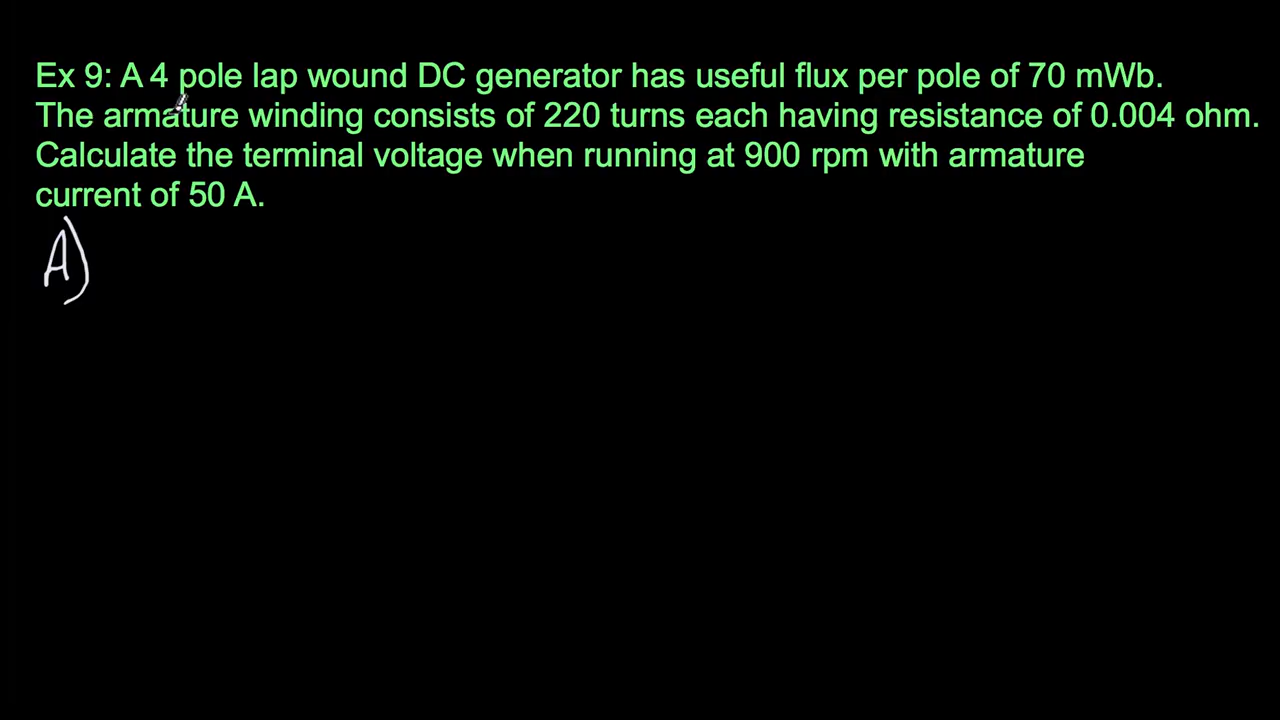 Ex 9: A 4 pole lap wound DC generator has useful flux per pole of 70 mWb.
The armature winding consists of 220 turns each having resistance of 0.004 ohm.
Calculate the terminal voltage when running at 900 rpm with armature
current of 50 A.
A)